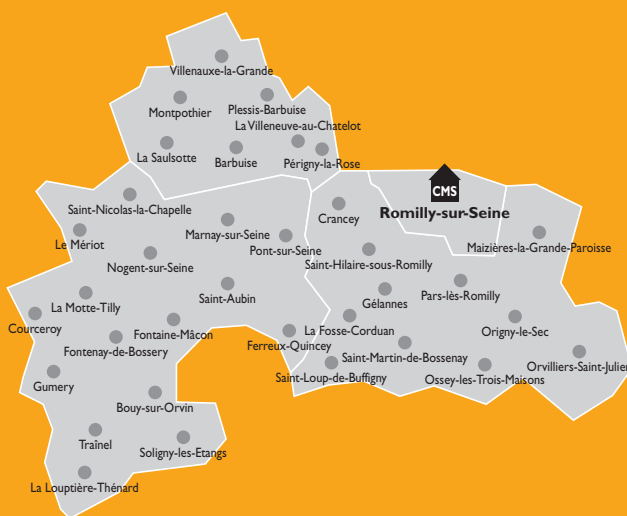 Villenauxe-la-Grande
Montpothier
Plessis-Barbuise
La Villeneuve-au-Chatelot
La Saulsotte
Barbuise
Périgny-la-Rose
CMS
Romilly-sur-Seine
Saint-Nicolas-la-Chapelle
Crancey
Marnay-sur-Seine
Le Mériot
Pont-sur-Seine
Maizières-la-Grande-Paroisse
Saint-Hilaire-sous-Romilly
Nogent-sur-Seine
Saint-Aubin
Pars-lès-Romilly
Gélannes
La Motte-Tilly
Courceroy
Fontaine-Mâcon
La Fosse-Corduan
Origny-le-Sec
Fontenay-de-Bossery
Ferreux-Quincey
Saint-Martin-de-Bossenay
Orvilliers-Saint-Julien
Gumery
Saint-Loup-de-Buffigny
Ossey-les-Trois-Maisons
Bouy-sur-Orvin
Traînel
Soligny-les-Etangs
La Louptière-Thénard